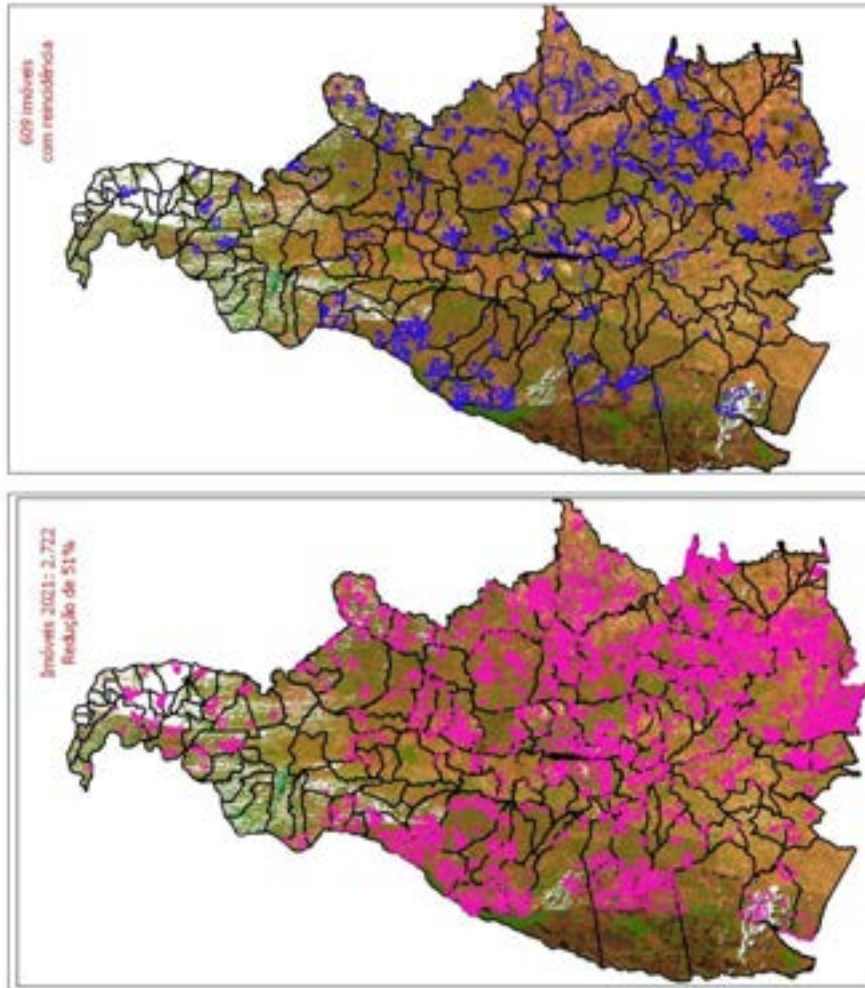 609 imóveis
com reincidência
Imóveis 2021: 2.722
Redução de 51%